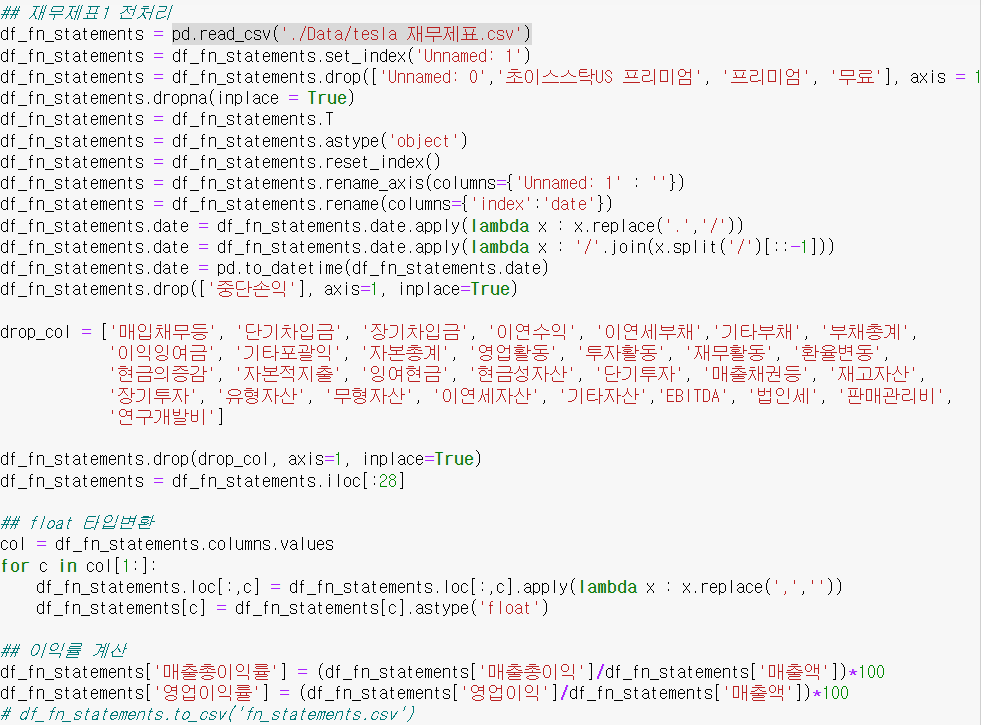 ## 재무제표1 전처리
df_fn_statements = pd.read_csv('./Data/tesla 재무제표.csv')
df_fn_statements = df_fn_statements.set_index('Unnamed: 1')
df_fn_statements = df_fn_statements.drop(['Unnamed: 0','초이스스탁US 프리미엄', '프리미엄', '무료'], axis = 1
df_fn_statements.dropna(inplace = True)
df_fn_statements = df_fn_statements.T
df_fn_statements = df_fn_statements.astype('object')
df_fn_statements = df_fn_statements.reset_index()
df_fn_statements = df_fn_statements.rename_axis(columns={'Unnamed: 1' : ''})
df_fn_statements = df_fn_statements.rename(columns={'index':'date'})
df_fn_statements.date = df_fn_statements.date.apply(lambda x : x.replace('.','/'))
df_fn_statements.date = df_fn_statements.date.apply(lambda x : '/'.join(x.split('/')[::-1]))
df_fn_statements.date = pd.to_datetime(df_fn_statements.date)
df_fn_statements.drop(['중단손익'], axis=1, inplace=True)
drop_col = ['매입채무등', '단기차입금', '장기차입금', '이연수익', '이연세부채','기타부채', '부채총계',
'이익잉여금', '기타포괄익', '자본총계', '영업활동', '투자활동', '재무활동', '환율변동',
'현금의증감', '자본적지출', '잉여현금', '현금성자산', '단기투자', '매출채권등', '재고자산',
'장기투자', '유형자산', '무형자산', '이연세자산', '기타자산','EBITDA', '법인세', '판매관리비',
'연구개발비']
df_fn_statements.drop(drop_col, axis=1, inplace=True)
df_fn_statements = df_fn_statements.iloc[:28]
## float 타입변환
col = df_fn_statements.columns.values
for c in col[1:]:
df_fn_statements.loc[:,c] = df_fn_statements.loc[:,c].apply(lambda x : x.replace(',',''))
df_fn_statements[c] = df_fn_statements[c].astype('float')
## 이익률 계산
df_fn_statements['매출총이익률'] = (df_fn_statements['매출총이익']/df_fn_statements['매출액'])*100
df_fn_statements['영업이익률'] = (df_fn_statements['영업이익']/df_fn_statements['매출액'])*100
# df_fn_statements.to_csv('fn_statements.csv')